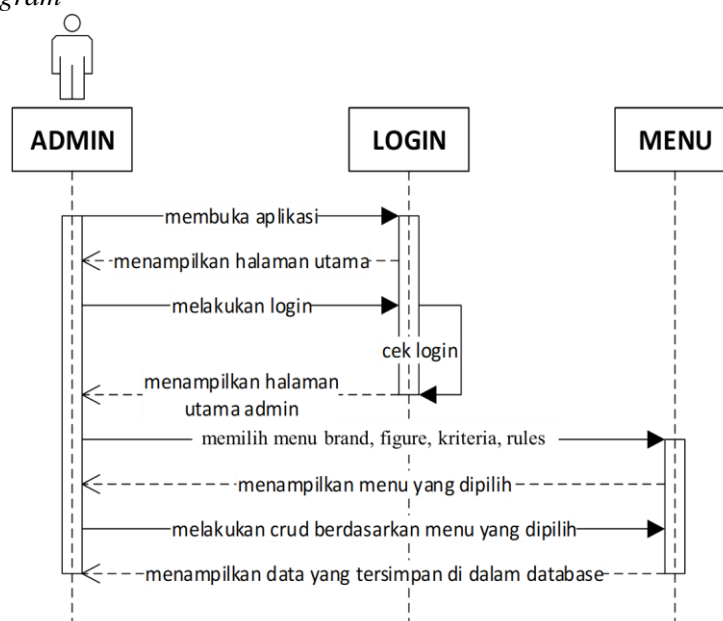 gram
ADMIN
LOGIN
MENU
membuka aplikasi
menampilkan halaman utama
melakukan login
cek login
menampilkan halaman
utama admin
memilih menu brand, figure, kriteria, rules
menampilkan menu yang dipilih
melakukan crud berdasarkan menu yang dipilih
menampilkan data yang tersimpan di dalam database